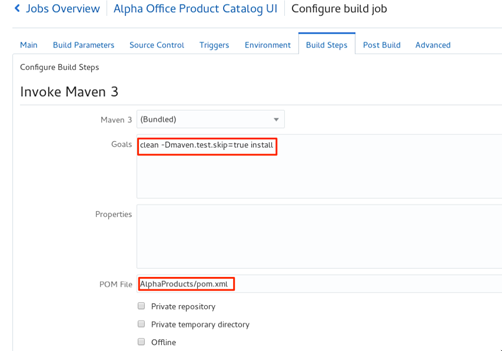 Jobs Overview Alpha Office Product Catalog UI Configure build job
Main Build Parameters Source Control Triggers Environment Build Steps Post Build Advanced
Configure Build Steps
Invoke Maven 3
Maven 3 (Bundled)
Goals clean -Dmaven.test.skip=true install
Properties
POM File AlphaProducts/pom.xml
Private repository
Private temporary directory
Offline